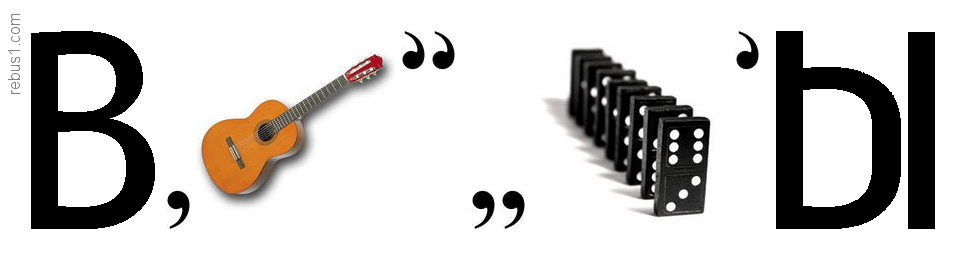 rebus1.com
В , ’’ ,, ’ Ы